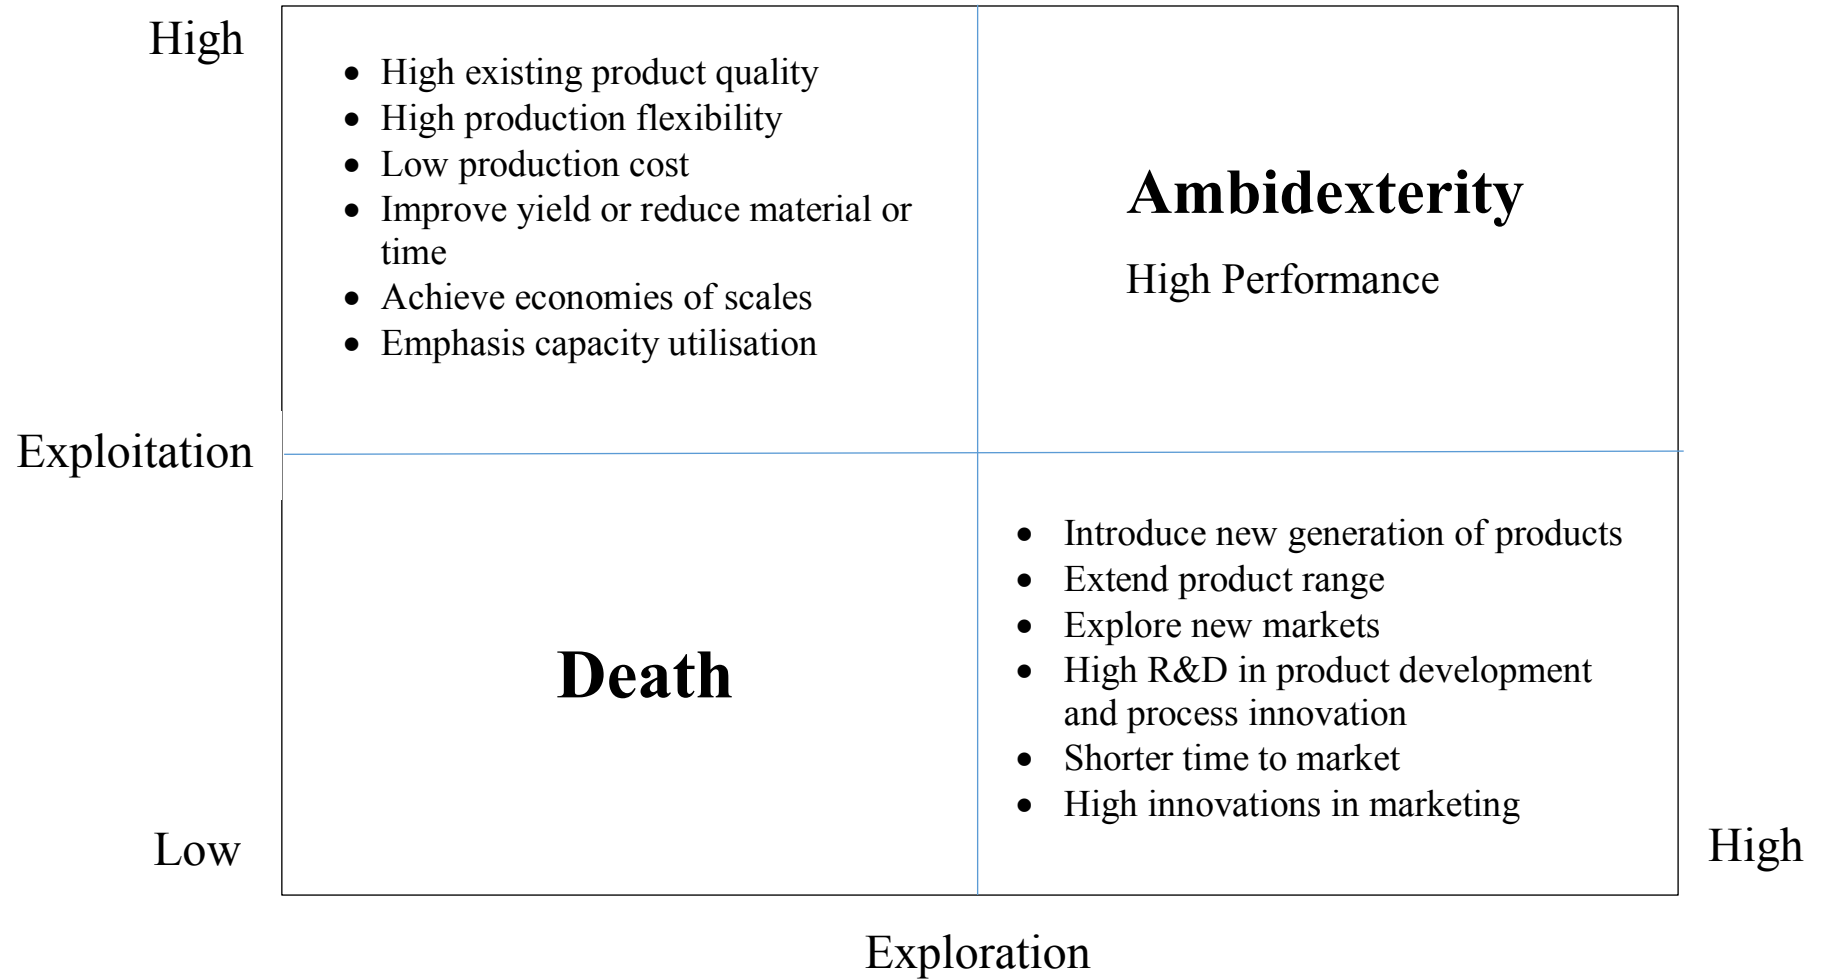 High
• High existing product quality
• High production flexibility
• Low production cost
• Improve yield or reduce material or
time
• Achieve economies of scales
• Emphasis capacity utilisation
Ambidexterity
High Performance
Exploitation
Death
• Introduce new generation of products
• Extend product range
• Explore new markets
• High R&D in product development
and process innovation
• Shorter time to market
• High innovations in marketing
Low
High
Exploration